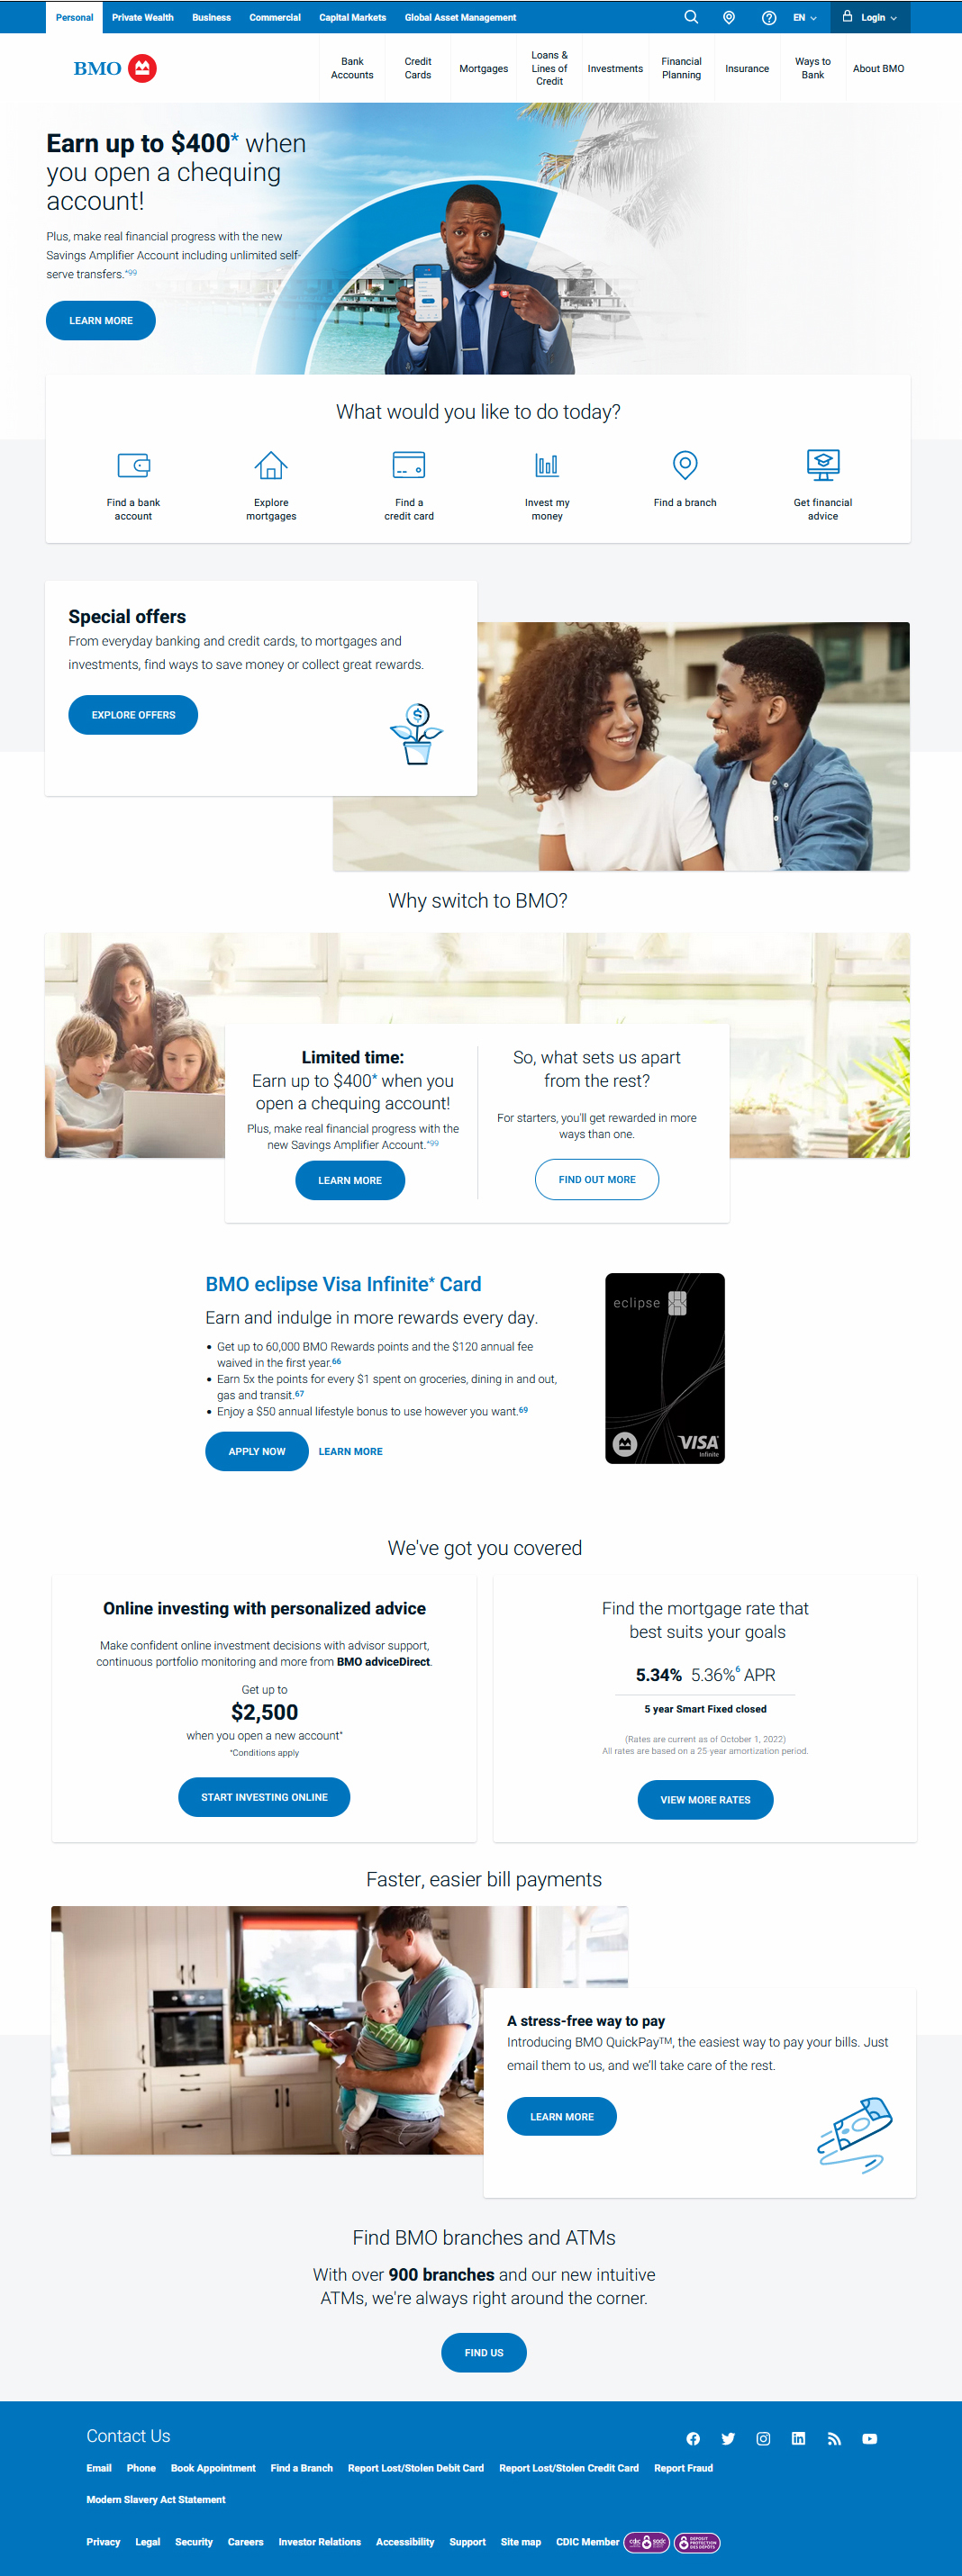 Personal
Private Wealth
Business
Commercial
Capital Markets
Global Asset Management
EN
Login
BMO
Bank
Accounts
Credit
Cards
Mortgages
Loans &
Lines of
Credit
Investments
Financial
Planning
Insurance
Ways to
Bank
About BMO
Earn up to $400* when
you open a chequing
account!
Plus, make real financial progress with the new
Savings Amplifier Account including unlimited self-
serve transfers.*99
LEARN MORE
What would you like to do today?
Find a bank
account
Explore
mortgages
Find a
credit card
Invest my
money
Find a branch
Get financial
advice
Special offers
From everyday banking and credit cards, to mortgages and
investments, find ways to save money or collect great rewards.
EXPLORE OFFERS
Why switch to BMO?
Limited time:
Earn up to $400* when you
open a chequing account!
Plus, make real financial progress with the
new Savings Amplifier Account.*99
LEARN MORE
So, what sets us apart
from the rest?
For starters, you'll get rewarded in more
ways than one.
FIND OUT MORE
BMO eclipse Visa Infinite* Card
Earn and indulge in more rewards every day.
• Get up to 60,000 BMO Rewards points and the $120 annual fee
waived in the first year.66
• Earn 5x the points for every $1 spent on groceries, dining in and out,
gas and transit.67
• Enjoy a $50 annual lifestyle bonus to use however you want.69
APPLY NOW
LEARN MORE
eclipse
VISA
Infinite
We've got you covered
Online investing with personalized advice
Make confident online investment decisions with advisor support,
continuous portfolio monitoring and more from BMO adviceDirect.
Get up to
$2,500
when you open a new account*
*Conditions apply
START INVESTING ONLINE
Find the mortgage rate that
best suits your goals
5.34% 5.36%6 APR
5 year Smart Fixed closed
(Rates are current as of October 1, 2022)
All rates are based on a 25-year amortization period.
VIEW MORE RATES
Faster, easier bill payments
A stress-free way to pay
Introducing BMO QuickPay™, the easiest way to pay your bills. Just
email them to us, and we'll take care of the rest.
LEARN MORE
Find BMO branches and ATMs
With over 900 branches and our new intuitive
ATMs, we're always right around the corner.
FIND US
Contact Us
Email
Phone
Book Appointment
Find a Branch
Report Lost/Stolen Debit Card
Report Lost/Stolen Credit Card
Report Fraud
Modern Slavery Act Statement
Privacy
Legal
Security
Careers
Investor Relations
Accessibility
Support
Site map
CDIC Member
cdic
sadc
DEPOSIT
PROTECTION
DES DÉPÔTS